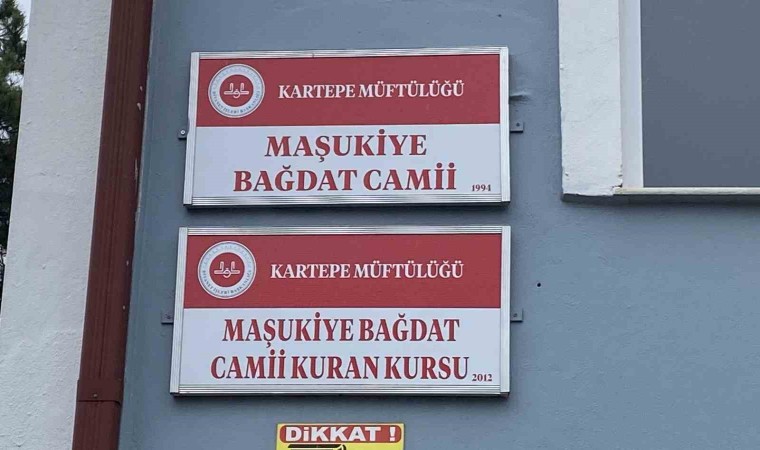 KARTEPE MÜFTÜLÜĞÜ
MAŞUKİYE
BAĞDAT CAMİİ 1994
KARTEPE MÜFTÜLÜĞÜ
MAŞUKİYE BAĞDAT
CAMİİ KURAN KURSU 2012
DİKKAT !